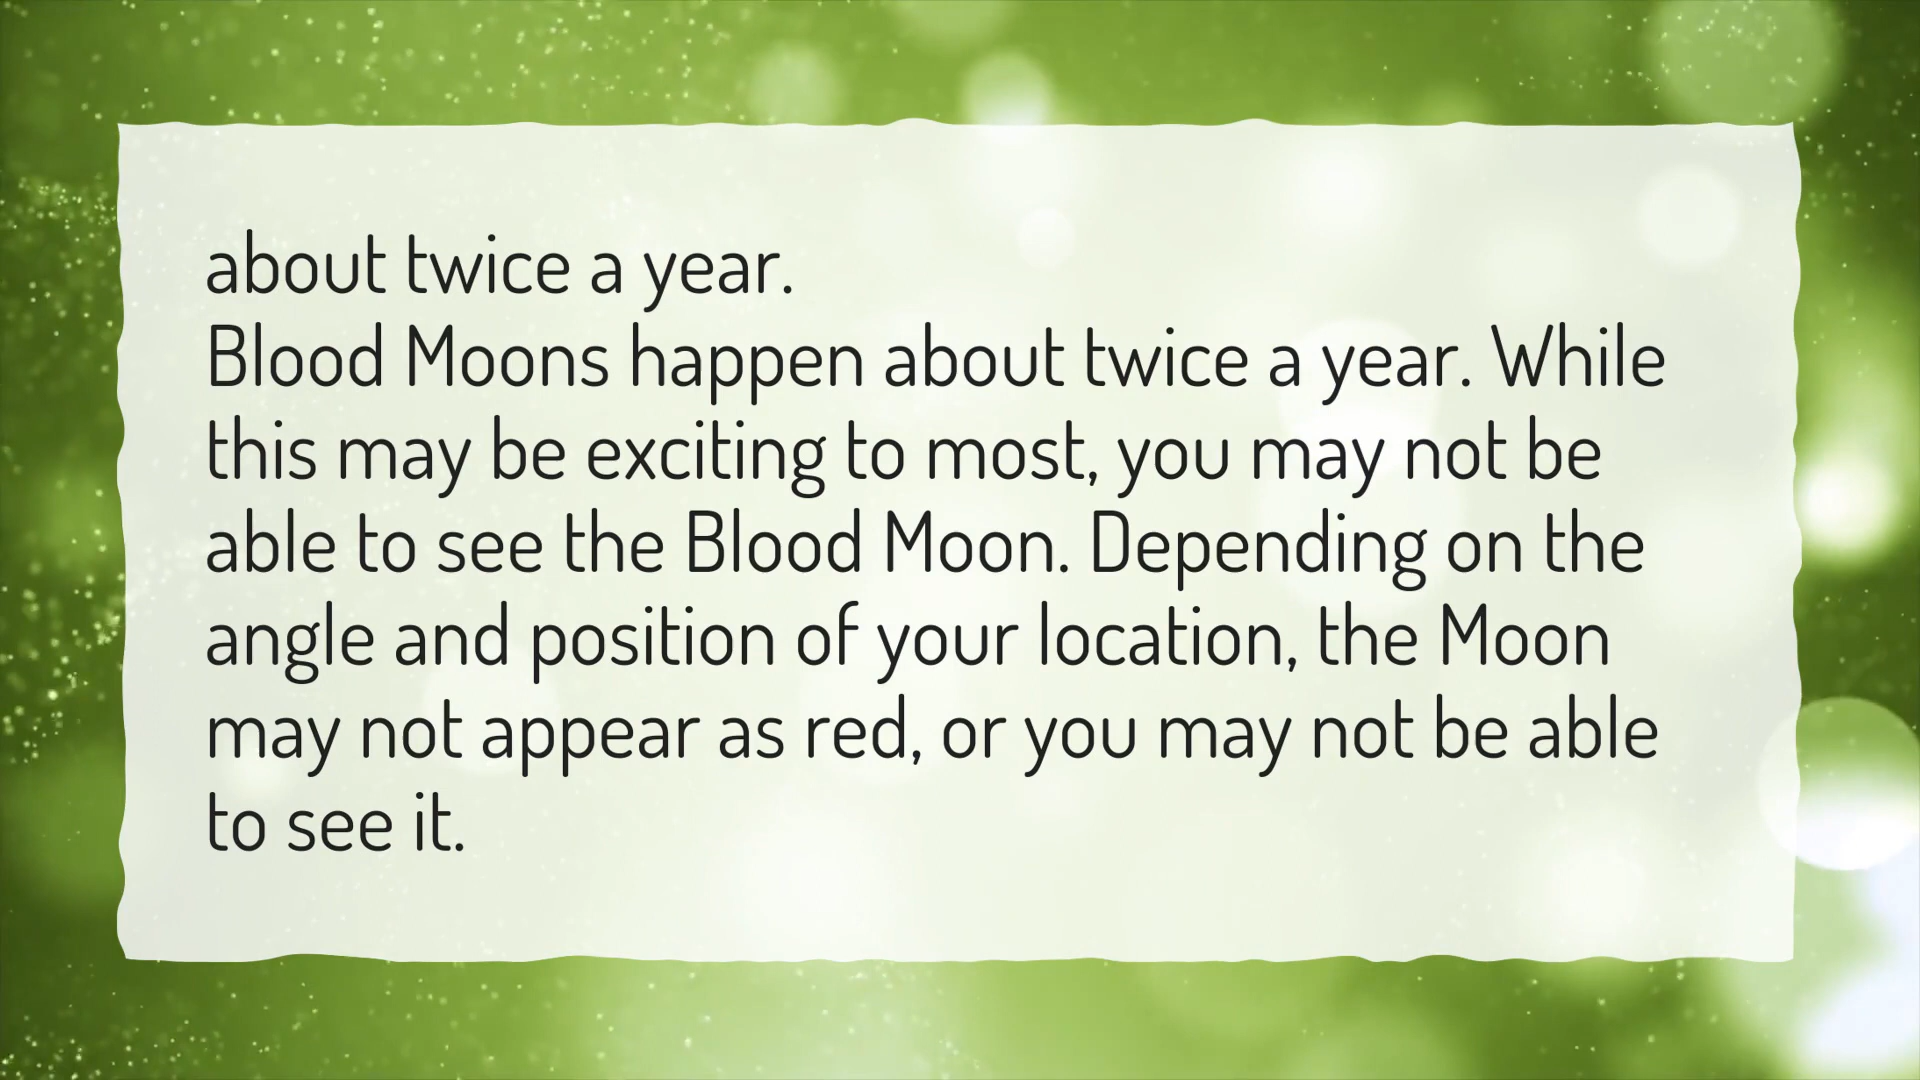 about twice a year.
Blood Moons happen about twice a year. While
this may be exciting to most, you may not be
able to see the Blood Moon. Depending on the
angle and position of your location, the Moon
may not appear as red, or you may not be able
to see it.